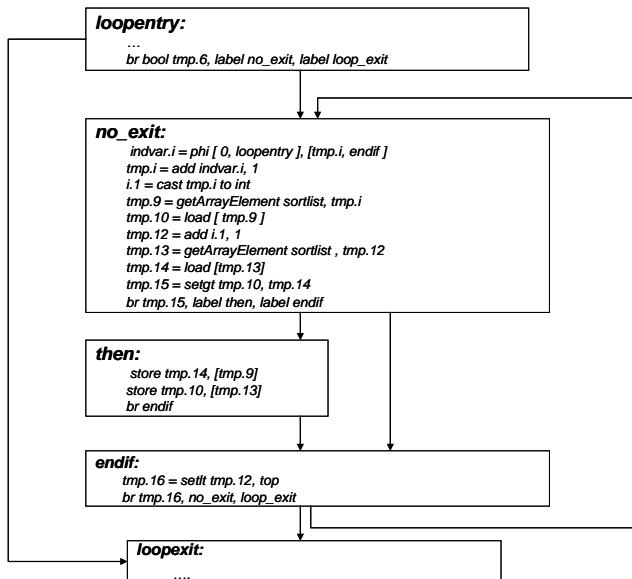 loopentry:
...
br bool tmp.6, label no_exit, label loop_exit
no_exit:
indvar.i = phi [ 0, loopentry ], [tmp.i, endif ]
tmp.i = add indvar.i, 1
i.1 = cast tmp.i to int
tmp.9 = getArrayElement sortlist, tmp.i
tmp.10 = load [ tmp.9 ]
tmp.12 = add i.1, 1
tmp.13 = getArrayElement sortlist , tmp.12
tmp.14 = load [tmp.13]
tmp.15 = setgt tmp.10, tmp.14
br tmp.15, label then, label endif
then:
store tmp.14, [tmp.9]
store tmp.10, [tmp.13]
br endif
endif:
tmp.16 = setlt tmp.12, top
br tmp.16, no_exit, loop_exit
loopexit:
....